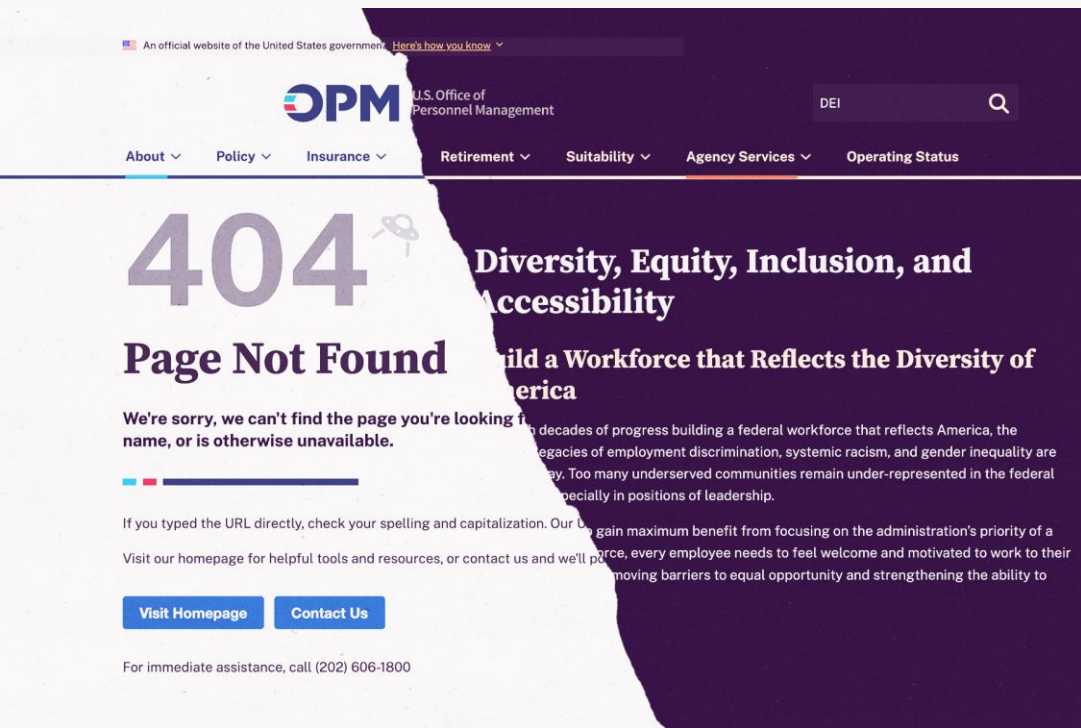 An official website of the United States government Here's how you know
OPM U.S. Office of
Personnel Management
DEI
About Policy Insurance Retirement Suitability Agency Services Operating Status
404
Page Not Found
We're sorry, we can't find the page you're looking
name, or is otherwise unavailable.
If you typed the URL directly, check your spelling and capitalization. Our
Visit our homepage for helpful tools and resources, or contact us and we'll
Visit Homepage
Contact Us
For immediate assistance, call (202) 606-1800
Diversity, Equity, Inclusion, and
Accessibility
a Workforce that Reflects the Diversity of
decades of progress building a federal workforce that reflects America, the
legacies of employment discrimination, systemic racism, and gender inequality are
Too many underserved communities remain under-represented in the federal
in positions of leadership.
gain maximum benefit from focusing on the administration's priority of a
every employee needs to feel welcome and motivated to work to their
barriers to equal opportunity and strengthening the ability to